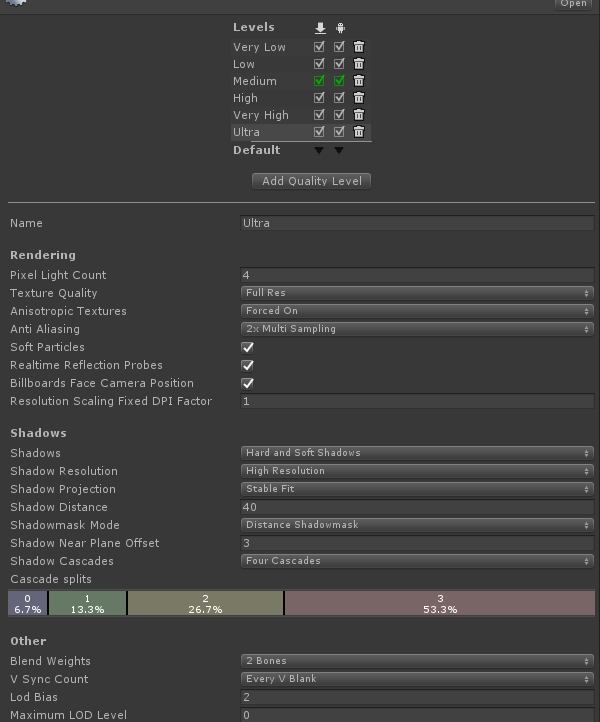 Open
Levels
Very Low
Low
Medium
High
Very High
Ultra
Default
Add Quality Level
Name Ultra
Rendering
Pixel Light Count 4
Texture Quality Full Res
Anisotropic Textures Forced On
Anti Aliasing 2x Multi Sampling
Soft Particles
Realtime Reflection Probes
Billboards Face Camera Position
Resolution Scaling Fixed DPI Factor 1
Shadows
Shadows Hard and Soft Shadows
Shadow Resolution High Resolution
Shadow Projection Stable Fit
Shadow Distance 40
Shadowmask Mode Distance Shadowmask
Shadow Near Plane Offset 3
Shadow Cascades Four Cascades
Cascade splits
0 1 2 3
6.7% 13.3% 26.7% 53.3%
Other
Blend Weights 2 Bones
V Sync Count Every V Blank
Lod Bias 2
Maximum LOD Level 0